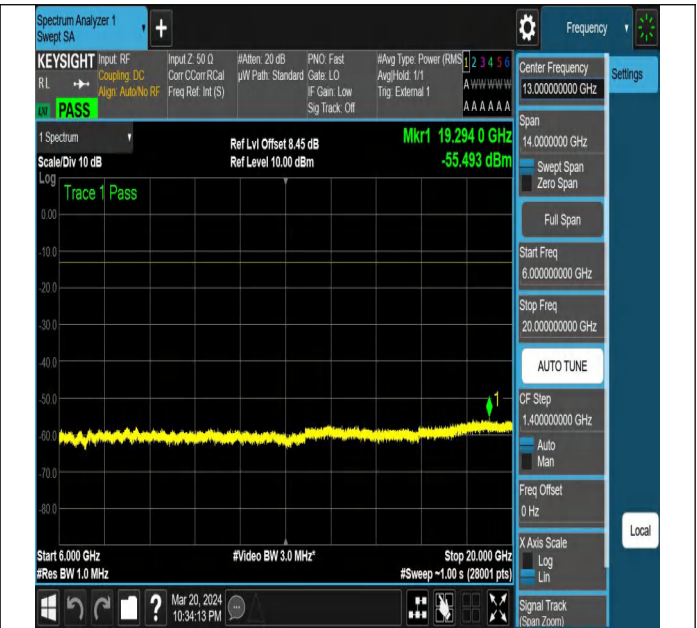 Spectrum Analyzer 1
Swept SA
+
Frequency
KEYSIGHT
Input: RF
Input Z: 50 Ω
#Atten: 20 dB
PNO: Fast
#Avg Type: Power (RMS
1 2 3 4 5 6
RL
Coupling: DC
Corr CCorr RCal
µW Path: Standard
Gate: LO
Avg|Hold: 1/1
A W W W W W
Align: Auto/No RF
Freq Ref: Int (S)
IF Gain: Low
Trig: External 1
Sig Track: Off
A A A A A A
PASS
Center Frequency
13.000000000 GHz
Settings
Span
14.0000000 GHz
Swept Span
Zero Span
Full Span
Start Freq
6.000000000 GHz
Stop Freq
20.000000000 GHz
AUTO TUNE
CF Step
1.400000000 GHz
Auto
Man
Freq Offset
0 Hz
X Axis Scale
Log
Lin
Signal Track
(Span Zoom)
Local
1 Spectrum
Scale/Div 10 dB
Ref Lvl Offset 8.45 dB
Ref Level 10.00 dBm
Mkr1 19.294 0 GHz
-55.493 dBm
Log
Trace 1 Pass
0.00
-10.0
-20.0
-30.0
-40.0
-50.0
-60.0
-70.0
-80.0
1
Start 6.000 GHz
#Video BW 3.0 MHz*
Stop 20.000 GHz
#Res BW 1.0 MHz
#Sweep ~1.00 s (28001 pts)
?
Mar 20, 2024
10:34:13 PM